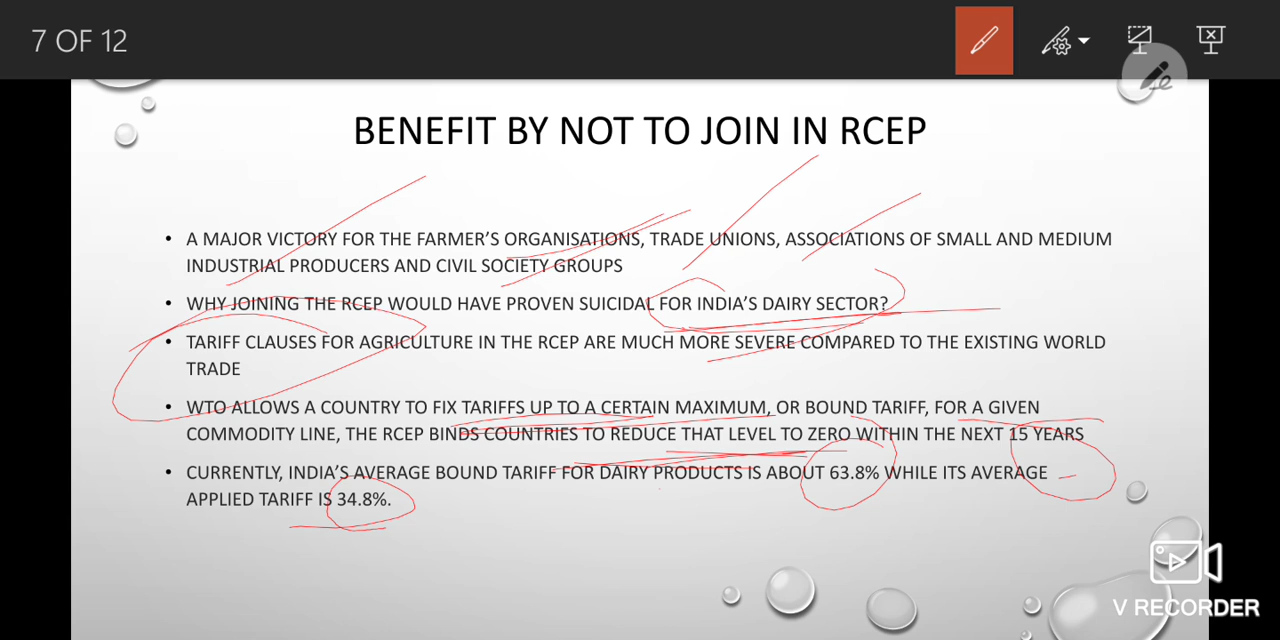 7 OF 12
BENEFIT BY NOT TO JOIN IN RCEP
• A MAJOR VICTORY FOR THE FARMER'S ORGANISATIONS, TRADE UNIONS, ASSOCIATIONS OF SMALL AND MEDIUM
INDUSTRIAL PRODUCERS AND CIVIL SOCIETY GROUPS
• WHY JOINING THE RCEP WOULD HAVE PROVEN SUICIDAL FOR INDIA'S DAIRY SECTOR?
• TARIFF CLAUSES FOR AGRICULTURE IN THE RCEP ARE MUCH MORE SEVERE COMPARED TO THE EXISTING WORLD
TRADE
• WTO ALLOWS A COUNTRY TO FIX TARIFFS UP TO A CERTAIN MAXIMUM, OR BOUND TARIFF, FOR A GIVEN
COMMODITY LINE, THE RCEP BINDS COUNTRIES TO REDUCE THAT LEVEL TO ZERO WITHIN THE NEXT 15 YEARS
• CURRENTLY, INDIA'S AVERAGE BOUND TARIFF FOR DAIRY PRODUCTS IS ABOUT 63.8% WHILE ITS AVERAGE
APPLIED TARIFF IS 34.8%.
V RECORDER